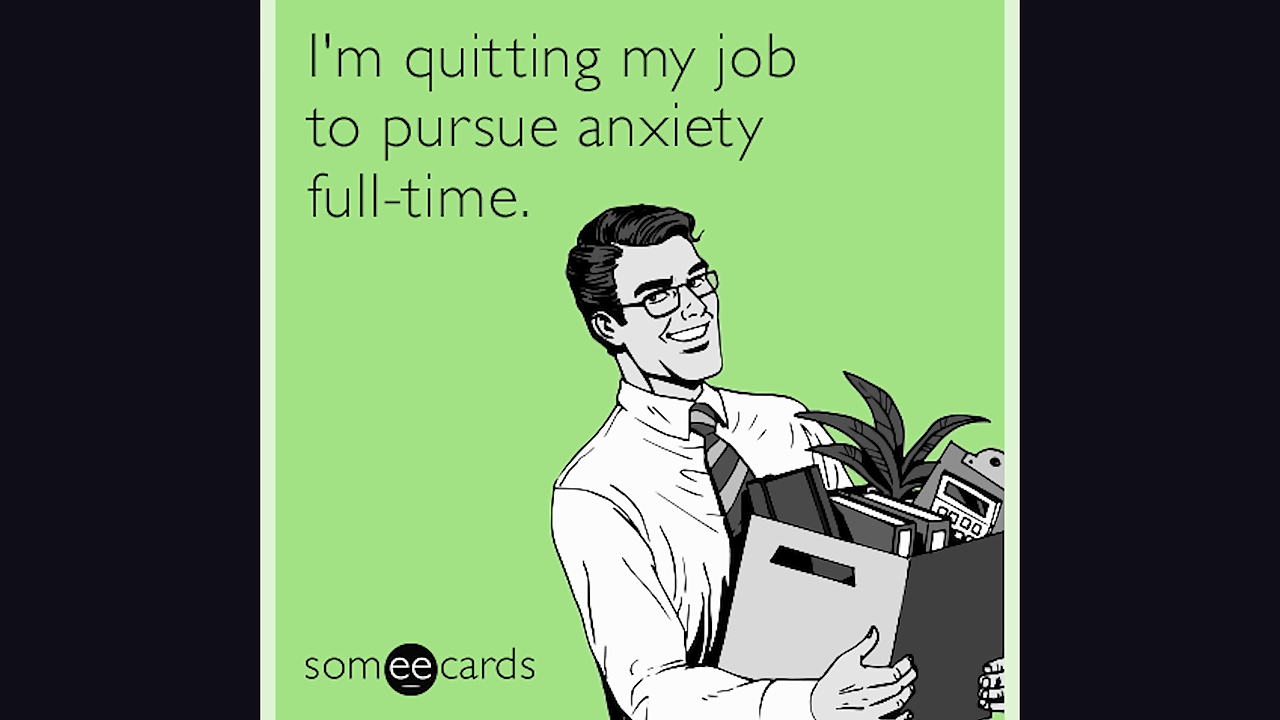 I'm quitting my job
to pursue anxiety
full-time.
someecards